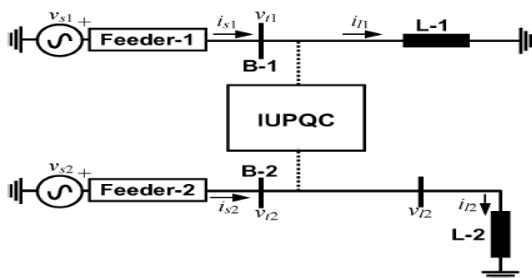 v_s1 + Feeder-1 i_s1 v_t1 i_l1 L-1
B-1
IUPQC
B-2
v_s2 + Feeder-2 i_s2 v_t2 v_l2 i_l2
L-2